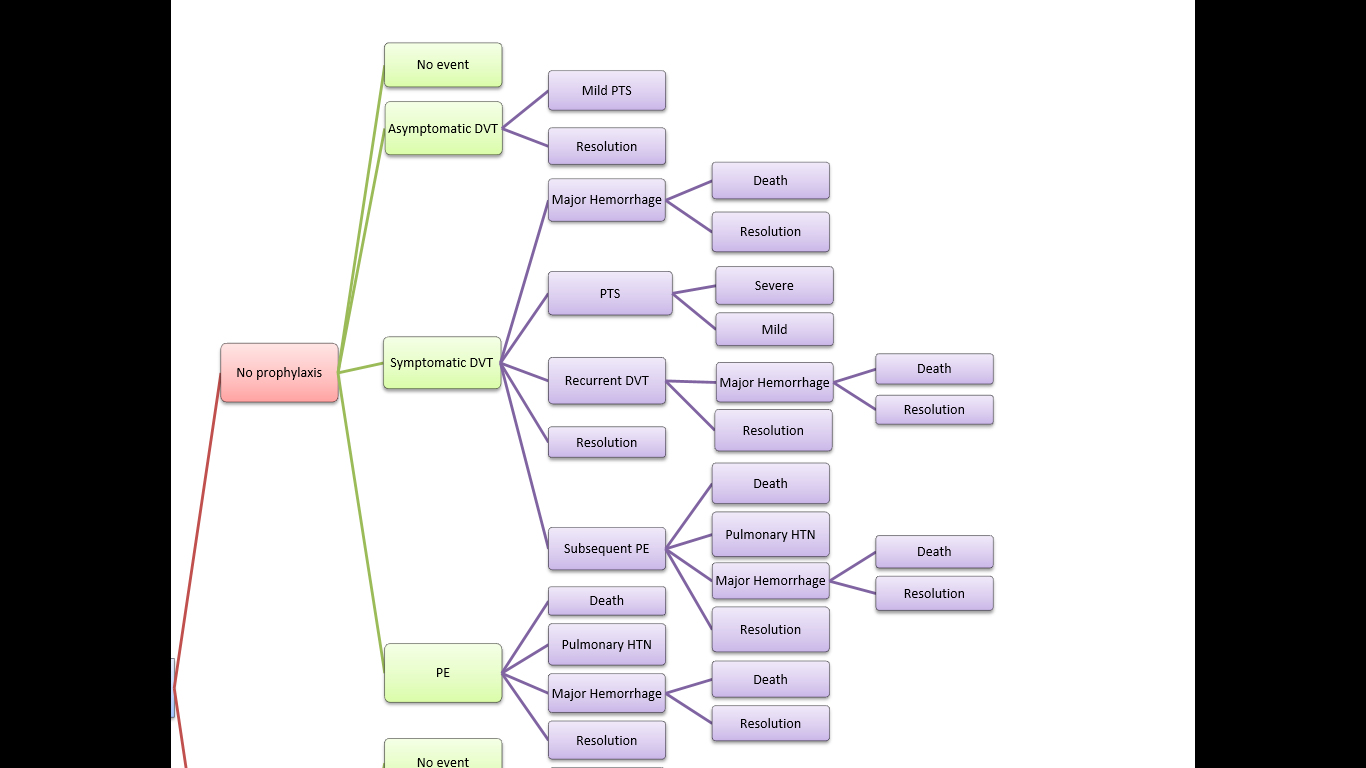 No event
Mild PTS
Asymptomatic DVT
Resolution
Death
Major Hemorrhage
Resolution
Severe
PTS
Mild
Symptomatic DVT
No prophylaxis
Recurrent DVT
Major Hemorrhage
Death
Resolution
Resolution
Resolution
Death
Pulmonary HTN
Subsequent PE
Death
Major Hemorrhage
Resolution
Death
Resolution
Pulmonary HTN
PE
Death
Major Hemorrhage
Resolution
Resolution
No event